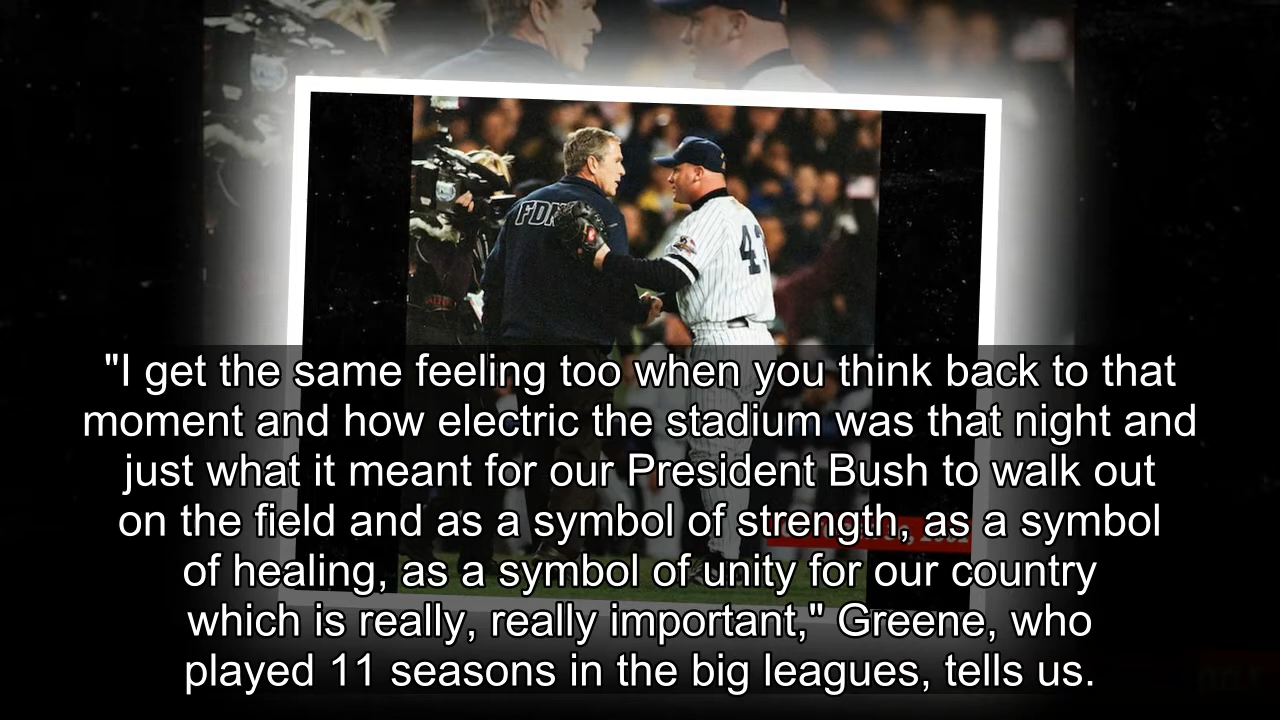 FDN
43
"I get the same feeling too when you think back to that
moment and how electric the stadium was that night and
just what it meant for our President Bush to walk out
on the field and as a symbol of strength, as a symbol
of healing, as a symbol of unity for our country
which is really, really important," Greene, who
played 11 seasons in the big leagues, tells us.